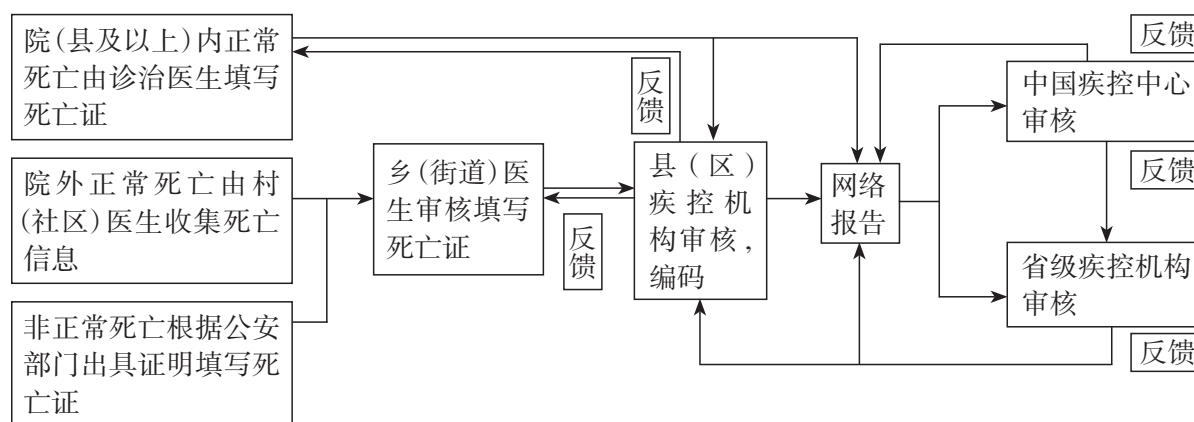 院(县及以上)内正常
死亡由诊治医生填写
死亡证
院外正常死亡由村
(社区)医生收集死亡
信息
非正常死亡根据公安
部门出具证明填写死
亡证
乡(街道)医
生审核填写
死亡证
反
馈
反
馈
县(区)
疾控机
构审核,
编码
网络
报告
反馈
中国疾控中心
审核
反馈
省级疾控机构
审核
反馈